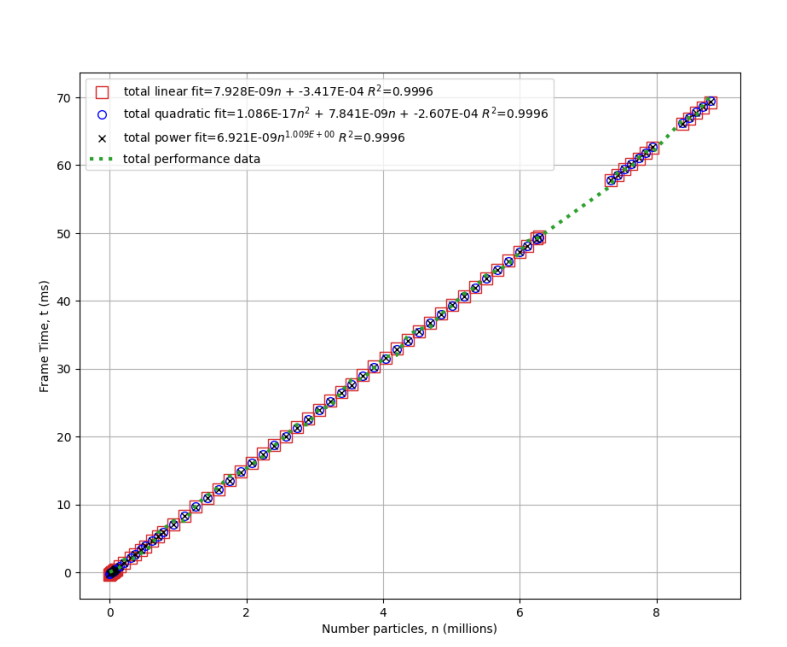 total linear fit=7.928E-09n + -3.417E-04 R²=0.9996
total quadratic fit=1.086E-17n² + 7.841E-09n + -2.607E-04 R²=0.9996
total power fit=6.921E-09n^1.009E+00 R²=0.9996
total performance data
70
60
50
40
30
20
10
0
Frame Time, t (ms)
0 2 4 6 8
Number particles, n (millions)